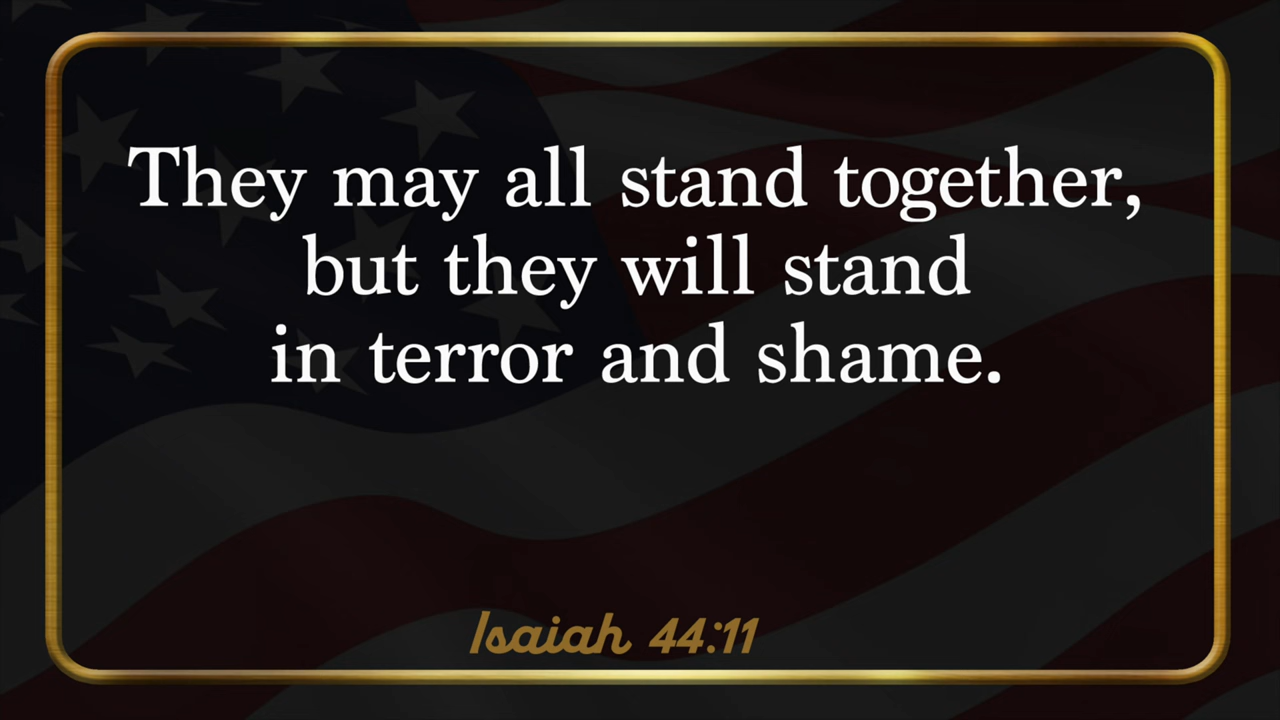 They may all stand together,
but they will stand
in terror and shame.
Isaiah 44:11